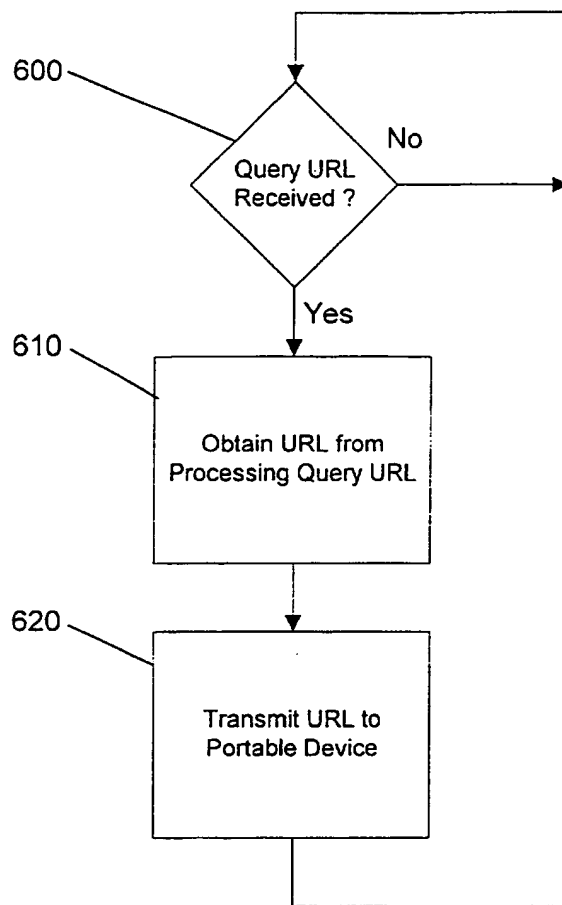 600
Query URL
Received ?
No
Yes
610
Obtain URL from
Processing Query URL
620
Transmit URL to
Portable Device